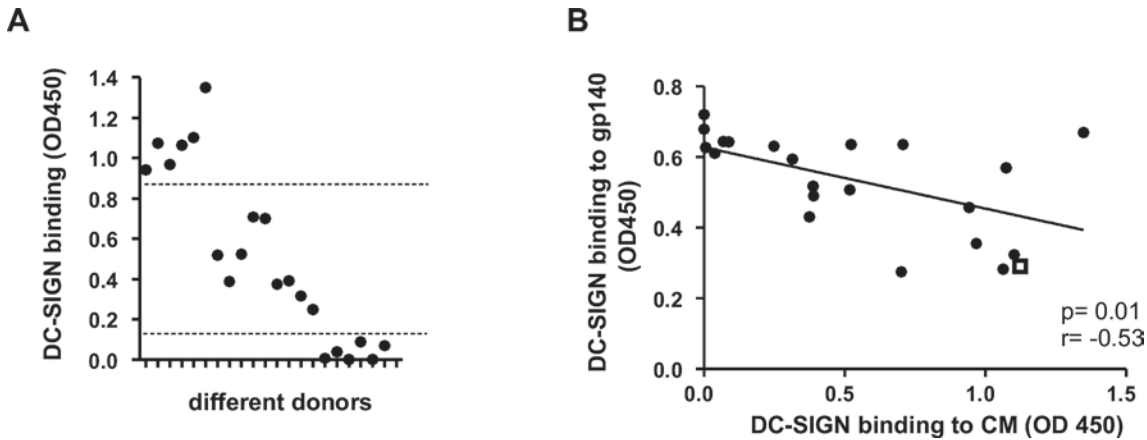 A
DC-SIGN binding (OD450)
1.4
1.2
1.0
0.8
0.6
0.4
0.2
0.0
different donors
B
DC-SIGN binding to gp140
(OD450)
0.8
0.6
0.4
0.2
0.0
p= 0.01
r= -0.53
0.0
0.5
1.0
1.5
DC-SIGN binding to CM (OD 450)